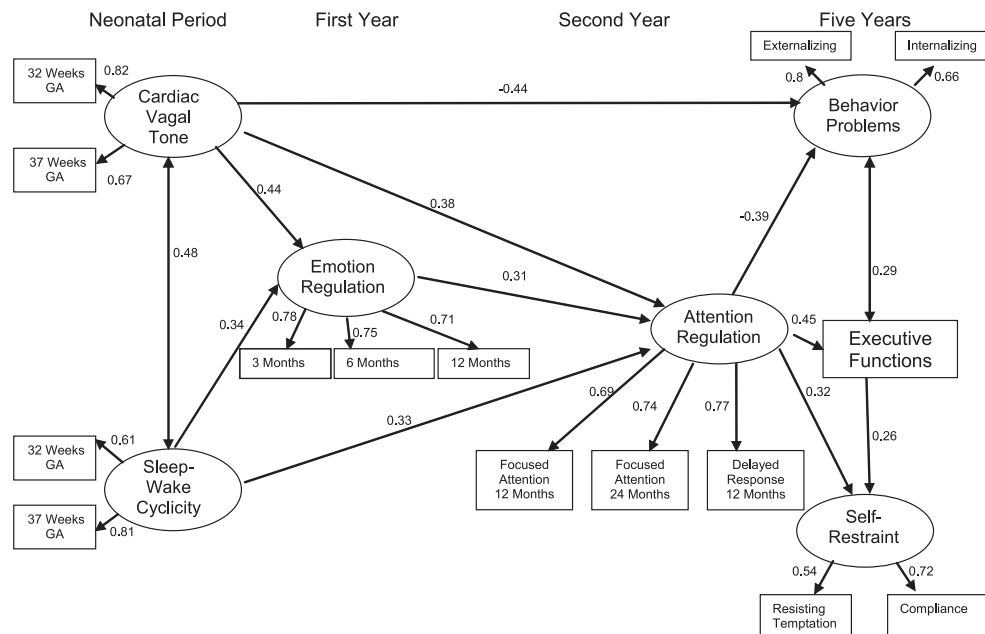 Neonatal Period
First Year
Second Year
Five Years
32 Weeks
GA
0.82
Cardiac
Vagal
Tone
37 Weeks
GA
0.67
-0.44
Externalizing
Internalizing
0.8
0.66
Behavior
Problems
0.44
0.38
-0.39
0.48
Emotion
Regulation
0.31
0.29
0.34
0.78
0.75
0.71
3 Months
6 Months
12 Months
Attention
Regulation
0.45
Executive
Functions
0.33
0.69
0.74
0.77
0.32
0.26
32 Weeks
GA
0.61
Sleep-
Wake
Cyclicity
37 Weeks
GA
0.81
Focused
Attention
12 Months
Focused
Attention
24 Months
Delayed
Response
12 Months
Self-
Restraint
0.54
0.72
Resisting
Temptation
Compliance